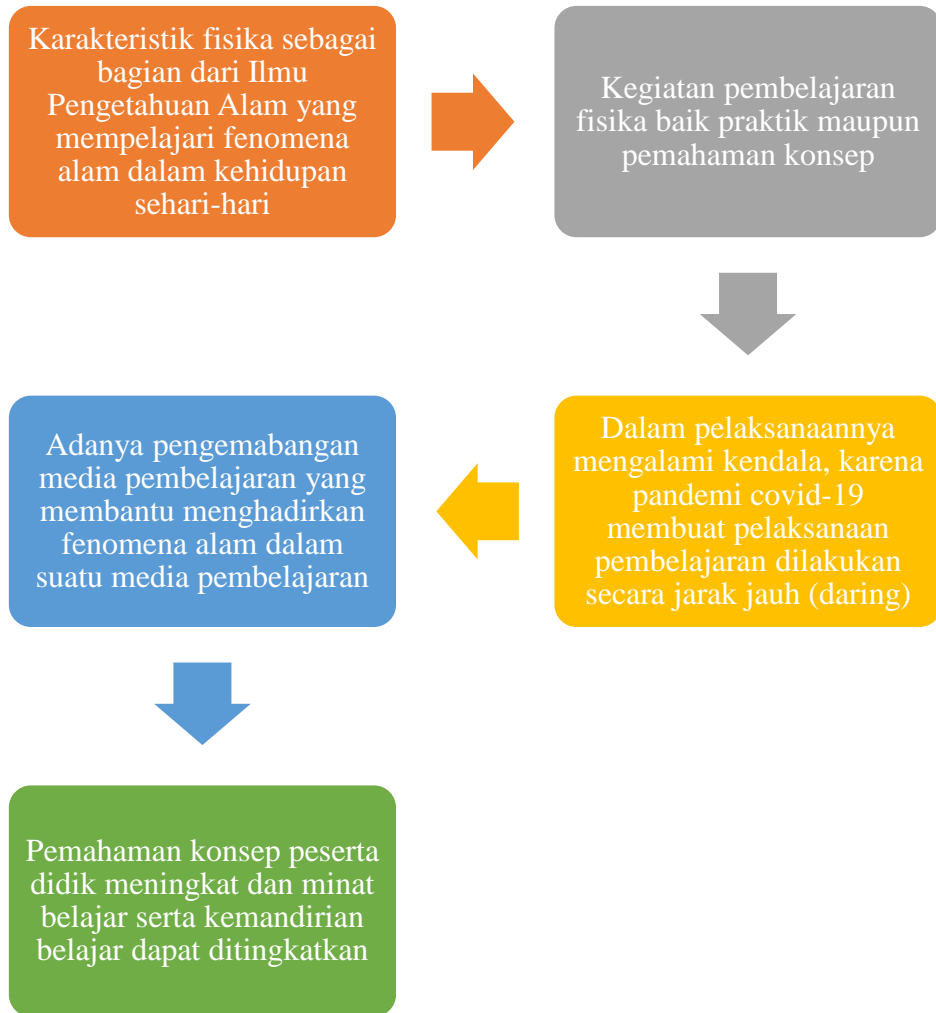 Karakteristik fisika sebagai
bagian dari Ilmu
Pengetahuan Alam yang
mempelajari fenomena
alam dalam kehidupan
sehari-hari
Kegiatan pembelajaran
fisika baik praktik maupun
pemahaman konsep
Dalam pelaksanaannya
mengalami kendala, karena
pandemi covid-19
membuat pelaksanaan
pembelajaran dilakukan
secara jarak jauh (daring)
Adanya pengemabangan
media pembelajaran yang
membantu menghadirkan
fenomena alam dalam
suatu media pembelajaran
Pemahaman konsep peserta
didik meningkat dan minat
belajar serta kemandirian
belajar dapat ditingkatkan